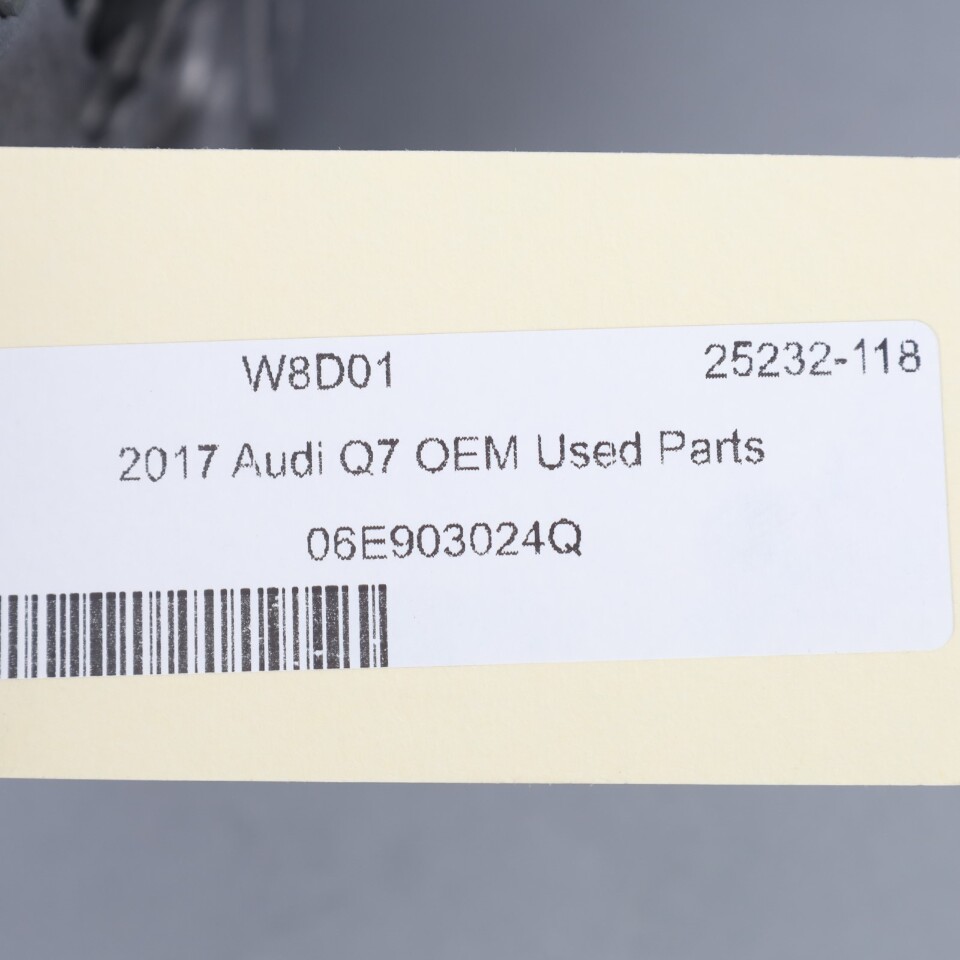 W8D01 25232-118
2017 Audi Q7 OEM Used Parts
06E903024Q